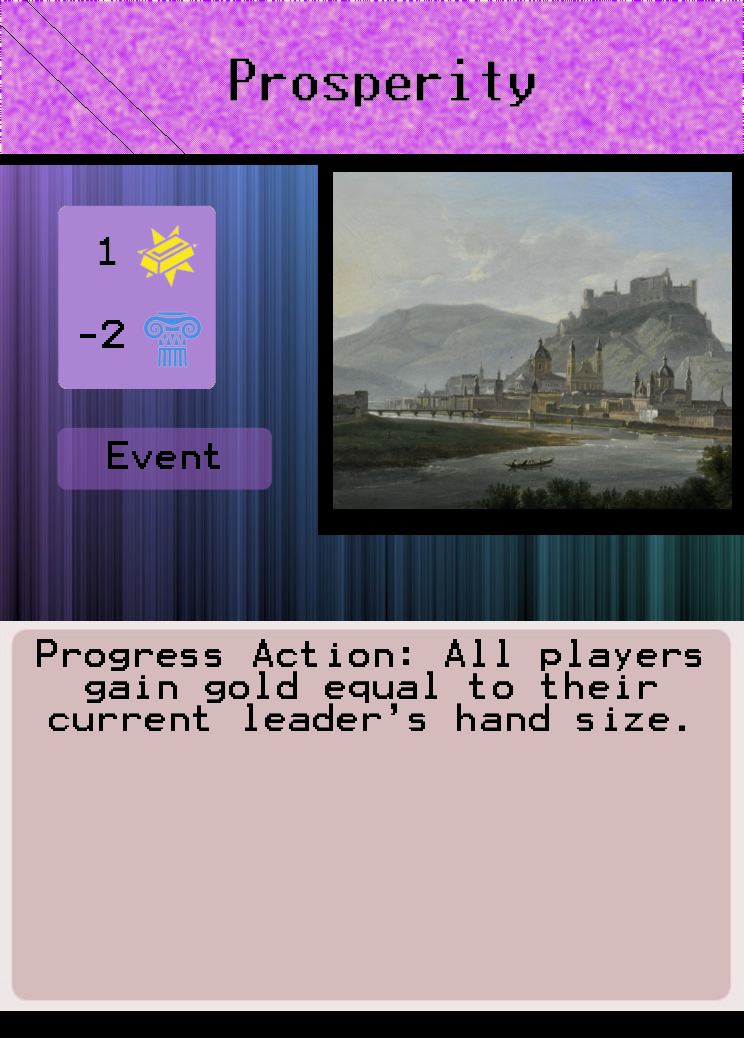 Prosperity
1
-2
Event
Progress Action: All players
gain gold equal to their
current leader's hand size.